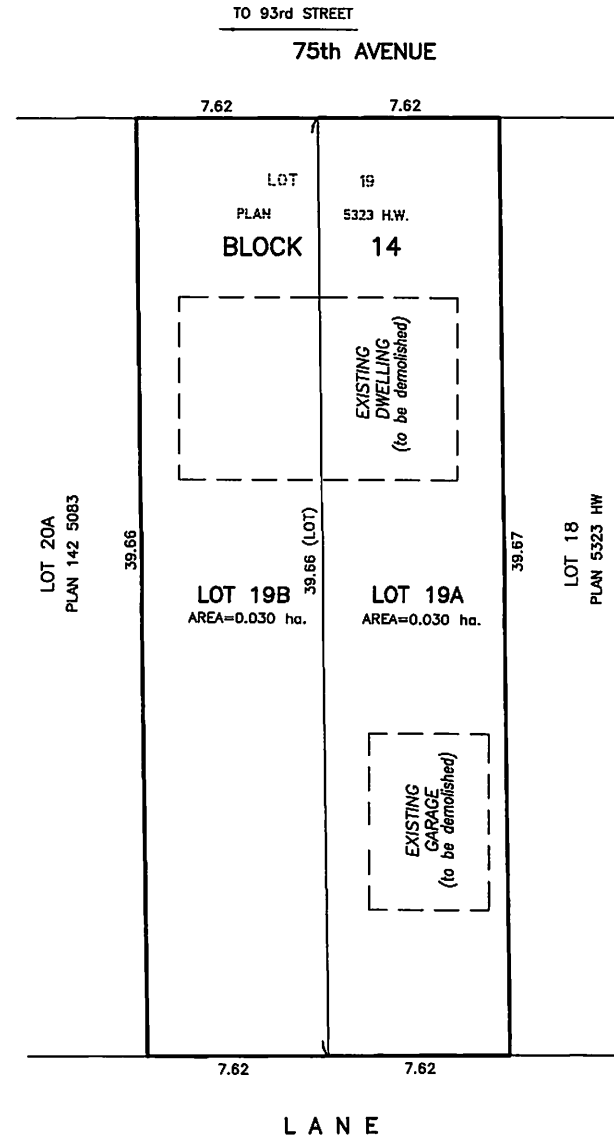 TO 93rd STREET
75th AVENUE
7.62 7.62
LOT 19
PLAN 5323 H.W.
BLOCK 14
EXISTING
DWELLING
(to be demolished)
LOT 20A
PLAN 142 5083
39.66
39.66 (LOT)
39.67
LOT 18
PLAN 5323 HW
LOT 19B LOT 19A
AREA=0.030 ha. AREA=0.030 ha.
EXISTING
GARAGE
(to be demolished)
7.62 7.62
LANE